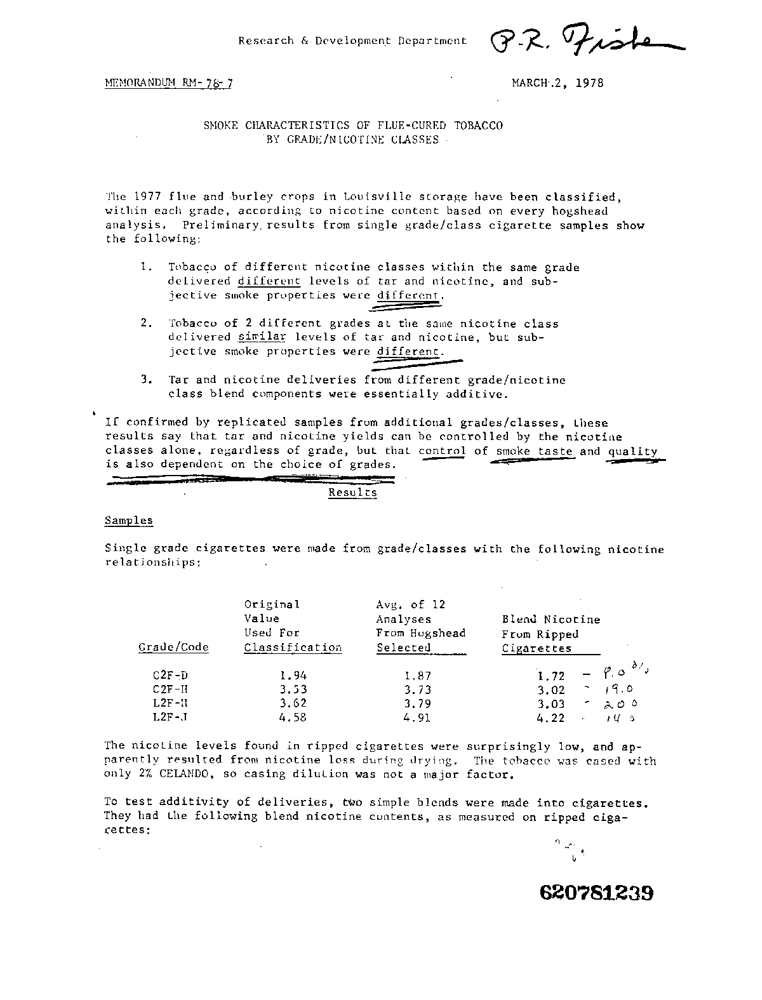 Research & Development Department P.R. Fisher
MEMORANDUM RM-78-7 MARCH 2, 1978
SMOKE CHARACTERISTICS OF FLUE-CURED TOBACCO
BY GRADE/NICOTINE CLASSES
The 1977 flue and burley crops in Louisville storage have been classified,
within each grade, according to nicotine content based on every hogshead
analysis. Preliminary results from single grade/class cigarette samples show
the following:
1. Tobacco of different nicotine classes within the same grade
delivered different levels of tar and nicotine, and sub-
jective smoke properties were different.
2. Tobacco of 2 different grades at the same nicotine class
delivered similar levels of tar and nicotine, but sub-
jective smoke properties were different.
3. Tar and nicotine deliveries from different grade/nicotine
class blend components were essentially additive.
If confirmed by replicated samples from additional grades/classes, these
results say that tar and nicotine yields can be controlled by the nicotine
classes alone, regardless of grade, but that control of smoke taste and quality
is also dependent on the choice of grades.
Results
Samples
Single grade cigarettes were made from grade/classes with the following nicotine
relationships:
Original Avg. of 12
Value Analyses Blend Nicotine
Used For From Hogshead From Ripped
Grade/Code Classification Selected Cigarettes
C2F-D 1.94 1.87 1.72 - 8.0
C2F-H 3.53 3.73 3.02 - 19.0
L2F-H 3.62 3.79 3.03 - 20 0
L2F-J 4.58 4.91 4.22 - 14 0
The nicotine levels found in ripped cigarettes were surprisingly low, and ap-
parently resulted from nicotine loss during drying. The tobacco was cased with
only 2% CELANDO, so casing dilution was not a major factor.
To test additivity of deliveries, two simple blends were made into cigarettes.
They had the following blend nicotine contents, as measured on ripped ciga-
rettes:
620781239